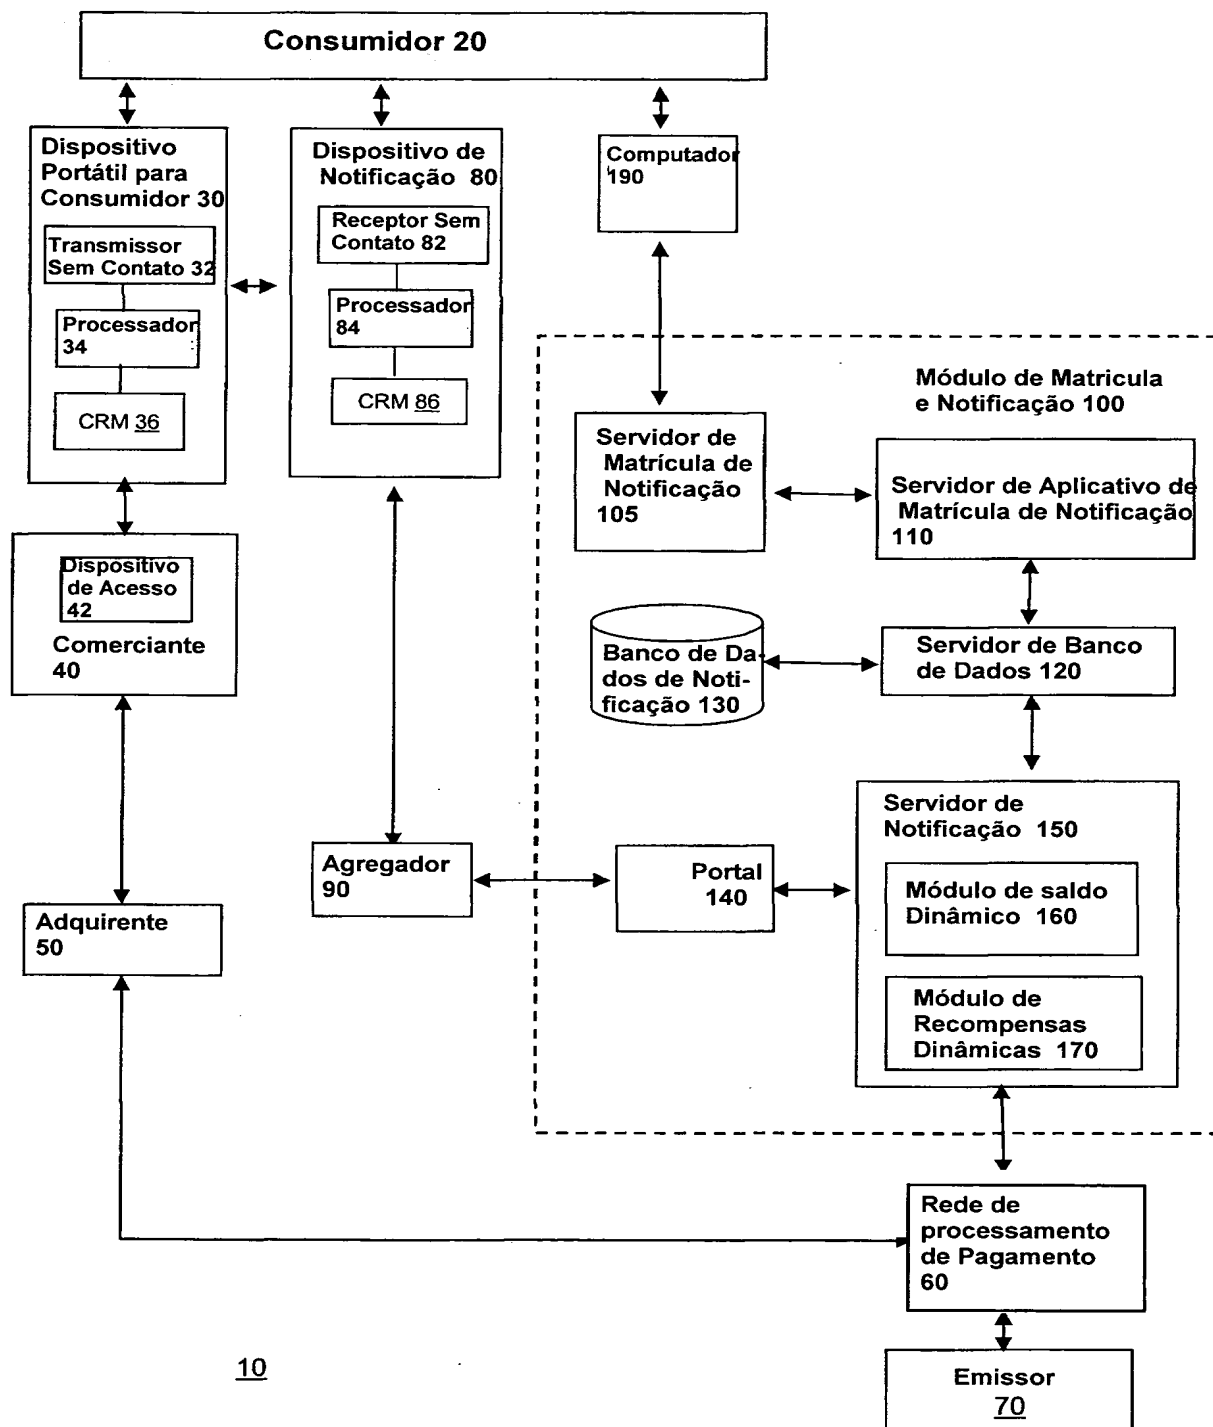 Consumidor 20
Dispositivo
Portátil para
Consumidor 30
Transmissor
Sem Contato 32
Processador
34
CRM 36
Dispositivo de
Notificação 80
Receptor Sem
Contato 82
Processador
84
CRM 86
Computador
190
Módulo de Matricula
e Notificação 100
Servidor de
Matrícula de
Notificação
105
Servidor de Aplicativo de
Matrícula de Notificação
110
Dispositivo
de Acesso
42
Comerciante
40
Banco de Da-
dos de Noti-
ficação 130
Servidor de Banco
de Dados 120
Servidor de
Notificação 150
Módulo de saldo
Dinâmico 160
Módulo de
Recompensas
Dinâmicas 170
Agregador
90
Portal
140
Adquirente
50
Rede de
processamento
de Pagamento
60
Emissor
70
10